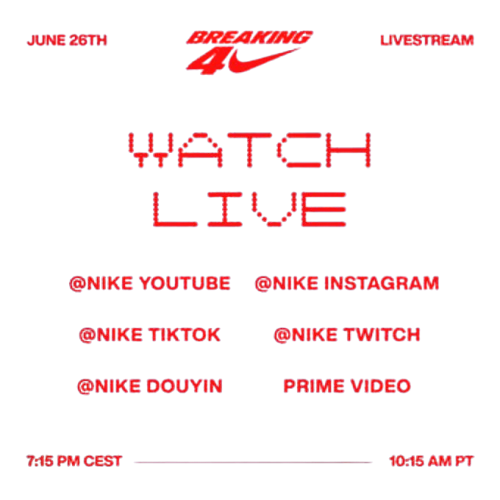 JUNE 26TH
BREAKING
4
LIVESTREAM
WATCH
LIVE
@NIKE YOUTUBE @NIKE INSTAGRAM
@NIKE TIKTOK @NIKE TWITCH
@NIKE DOUYIN PRIME VIDEO
7:15 PM CEST 10:15 AM PT